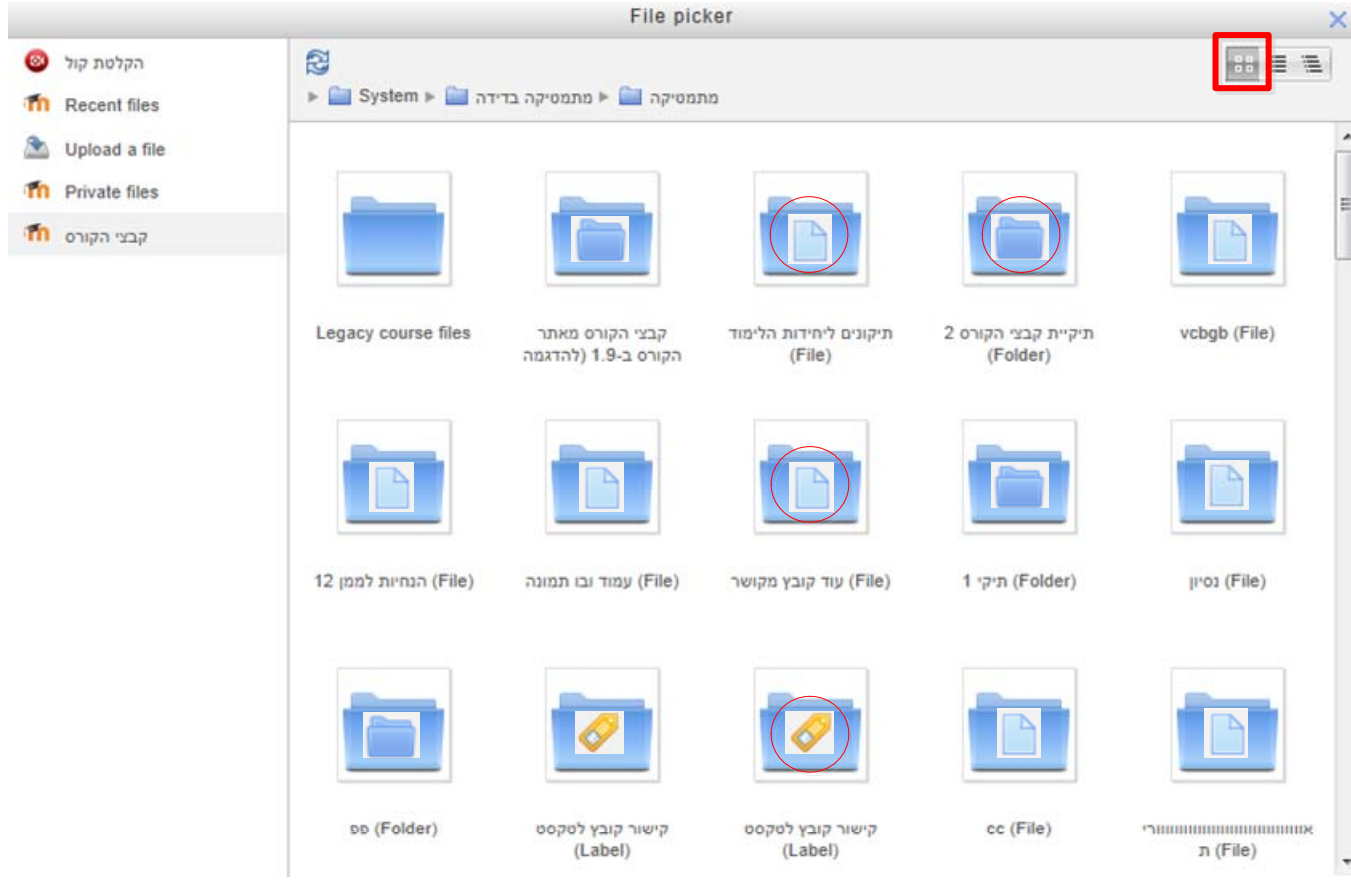 File picker
הקלטת קול
Recent files
Upload a file
Private files
קבצי הקורס
System
מתמטיקה בדידה
מתמטיקה
Legacy course files
קבצי הקורס מאתר
הקורס ב-1.9 (להדגמה
תיקונים ליחידות הלימוד
(File)
תיקיית קבצי הקורס 2
(Folder)
vcbgb (File)
הנחיות לממן 12 (File)
עמוד ובו תמונה (File)
עוד קובץ מקושר (File)
תיקי 1 (Folder)
נסיון (File)
פפ (Folder)
קישור קובץ לטקסט
(Label)
קישור קובץ לטקסט
(Label)
cc (File)
ת (File)